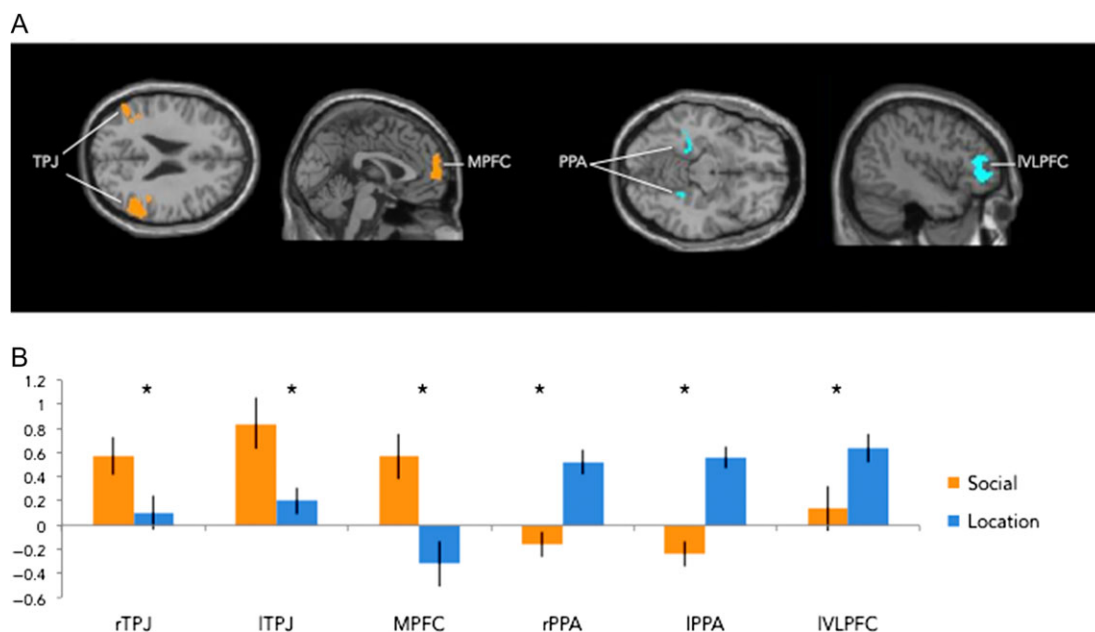 A
TPJ
MPFC
PPA
lVLPFC
B
* * * * * *
1.2
1
0.8
0.6
0.4
0.2
0
−0.2
−0.4
−0.6
Social
Location
rTPJ lTPJ MPFC rPPA lPPA lVLPFC